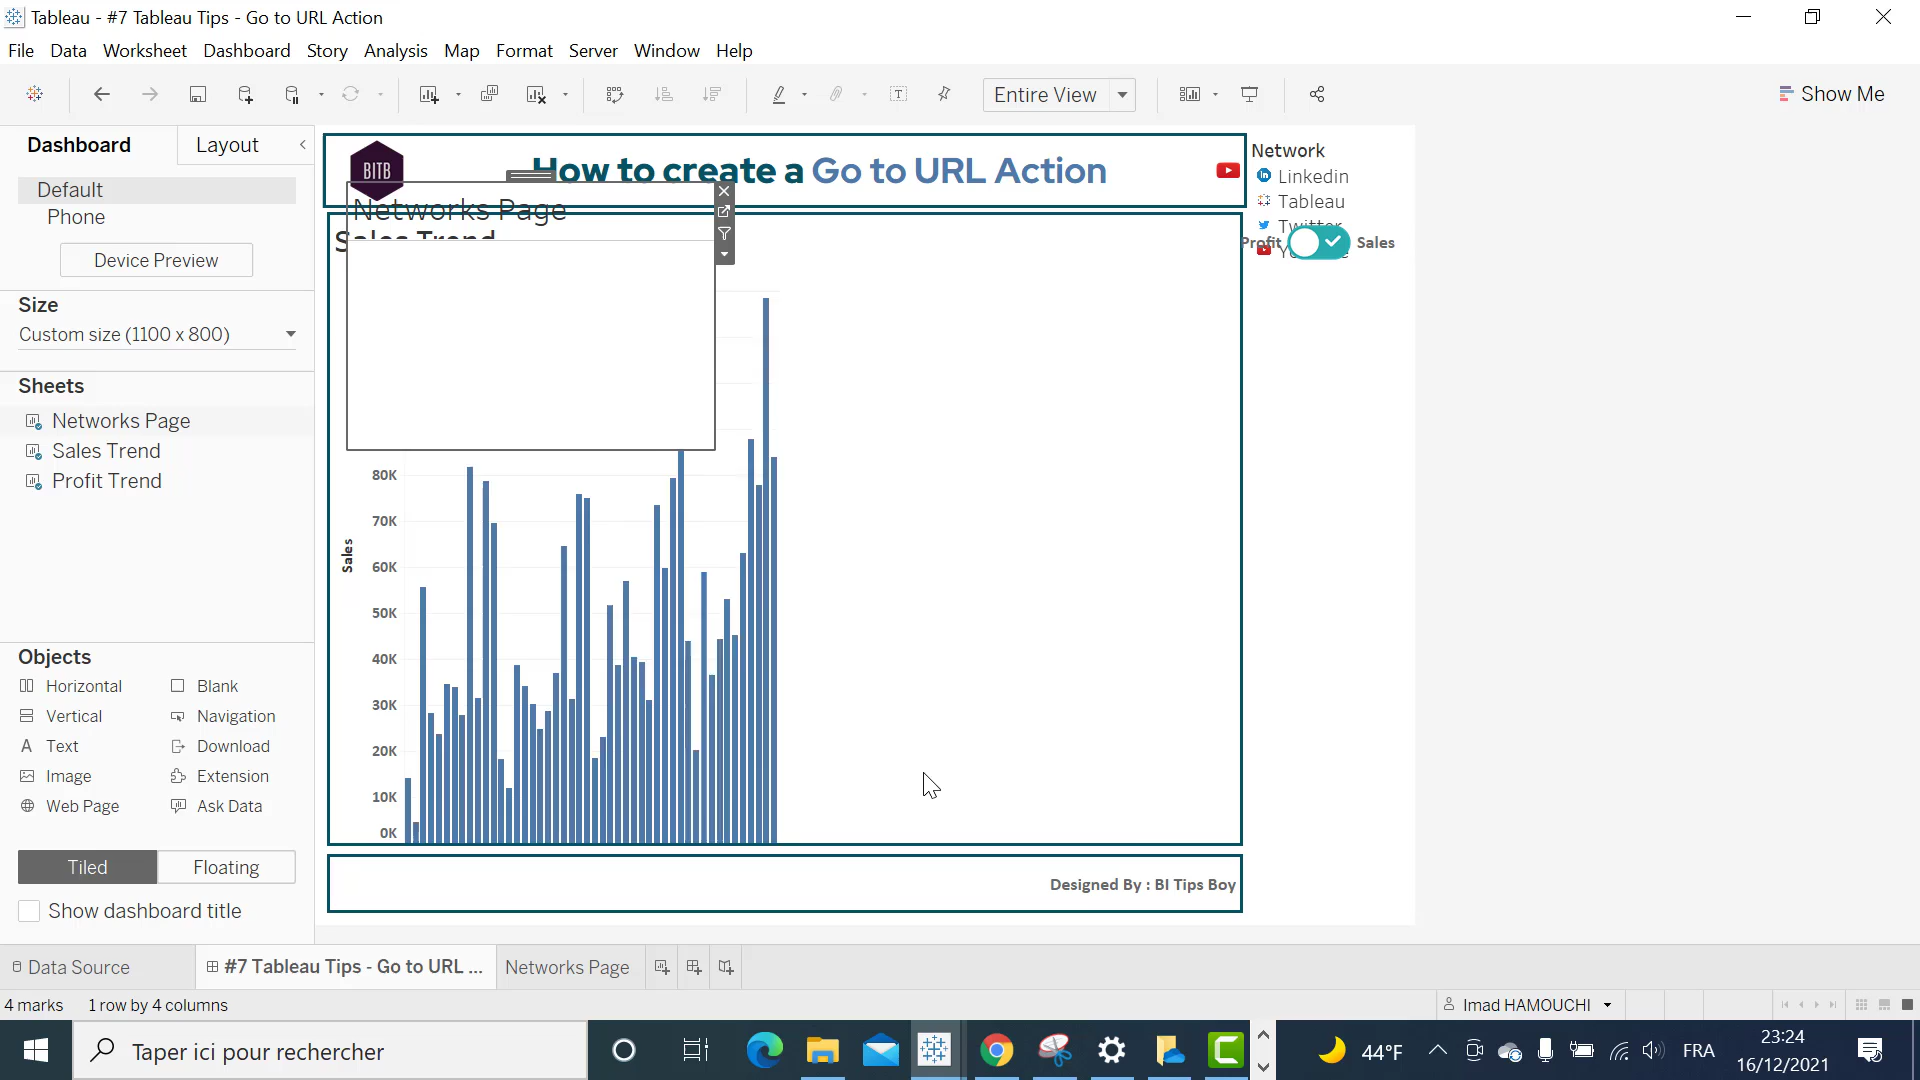 Tableau - #7 Tableau Tips - Go to URL Action
File Data Worksheet Dashboard Story Analysis Map Format Server Window Help
Entire View
Show Me
Dashboard
Layout
Default
Phone
Device Preview
Size
Custom size (1100 x 800)
Sheets
Networks Page
Sales Trend
Profit Trend
Objects
Horizontal
Blank
Vertical
Navigation
Text
Download
Image
Extension
Web Page
Ask Data
Tiled
Floating
Show dashboard title
BITB
How to create a Go to URL Action
Networks Page
Sales Trend
Network
Linkedin
Tableau
Twitter
Profit
Sales
80K
70K
60K
50K
40K
30K
20K
10K
0K
Sales
Designed By : BI Tips Boy
Data Source
#7 Tableau Tips - Go to URL ...
Networks Page
4 marks
1 row by 4 columns
Imad HAMOUCHI
Taper ici pour rechercher
44°F
FRA
23:24
16/12/2021